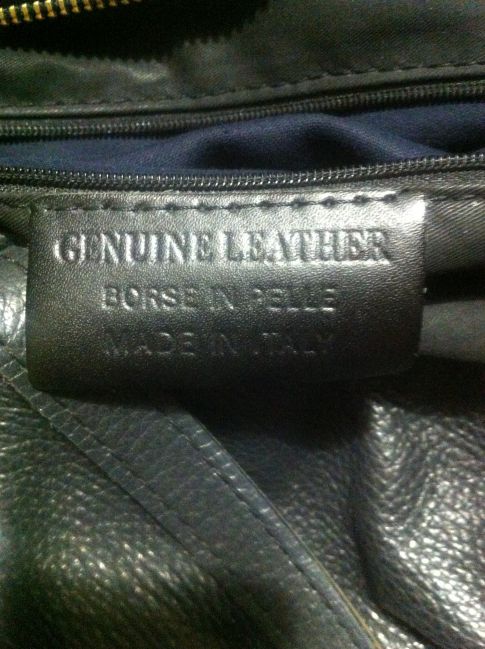 GENUINE LEATHER
BORSE IN PELLE
MADE IN ITALY